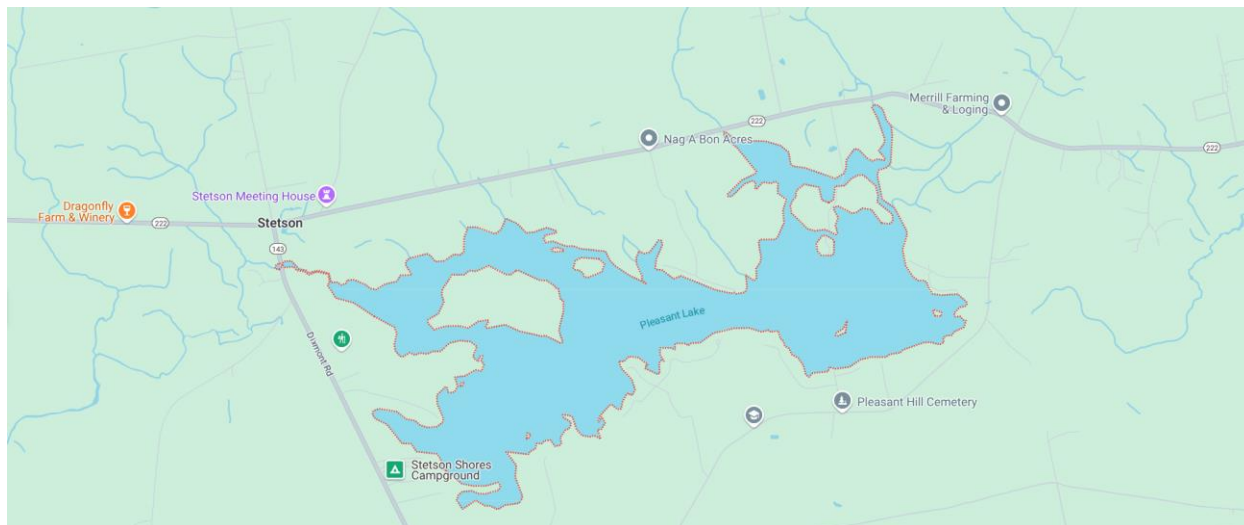 Merrill Farming
& Loging
222
Nag A Bon Acres
222
Stetson Meeting House
Dragonfly
Farm & Winery
222
Stetson
143
Pleasant Lake
Dixmont Rd
Pleasant Hill Cemetery
Stetson Shores
Campground